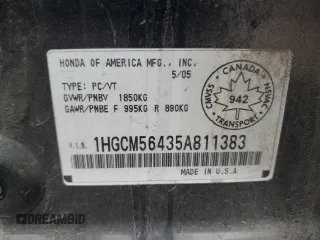 HONDA OF AMERICA MFG., INC.
5/05
TYPE: PC/VT
GVWR/PNBV 1850KG
GAWR/PNBE F 995KG R 890KG
CANADA
CMVSS
942
NSVAC
TRANSPORT
V.I.N. 1HGCM56435A811383
MADE IN U.S.A
DREAMBID